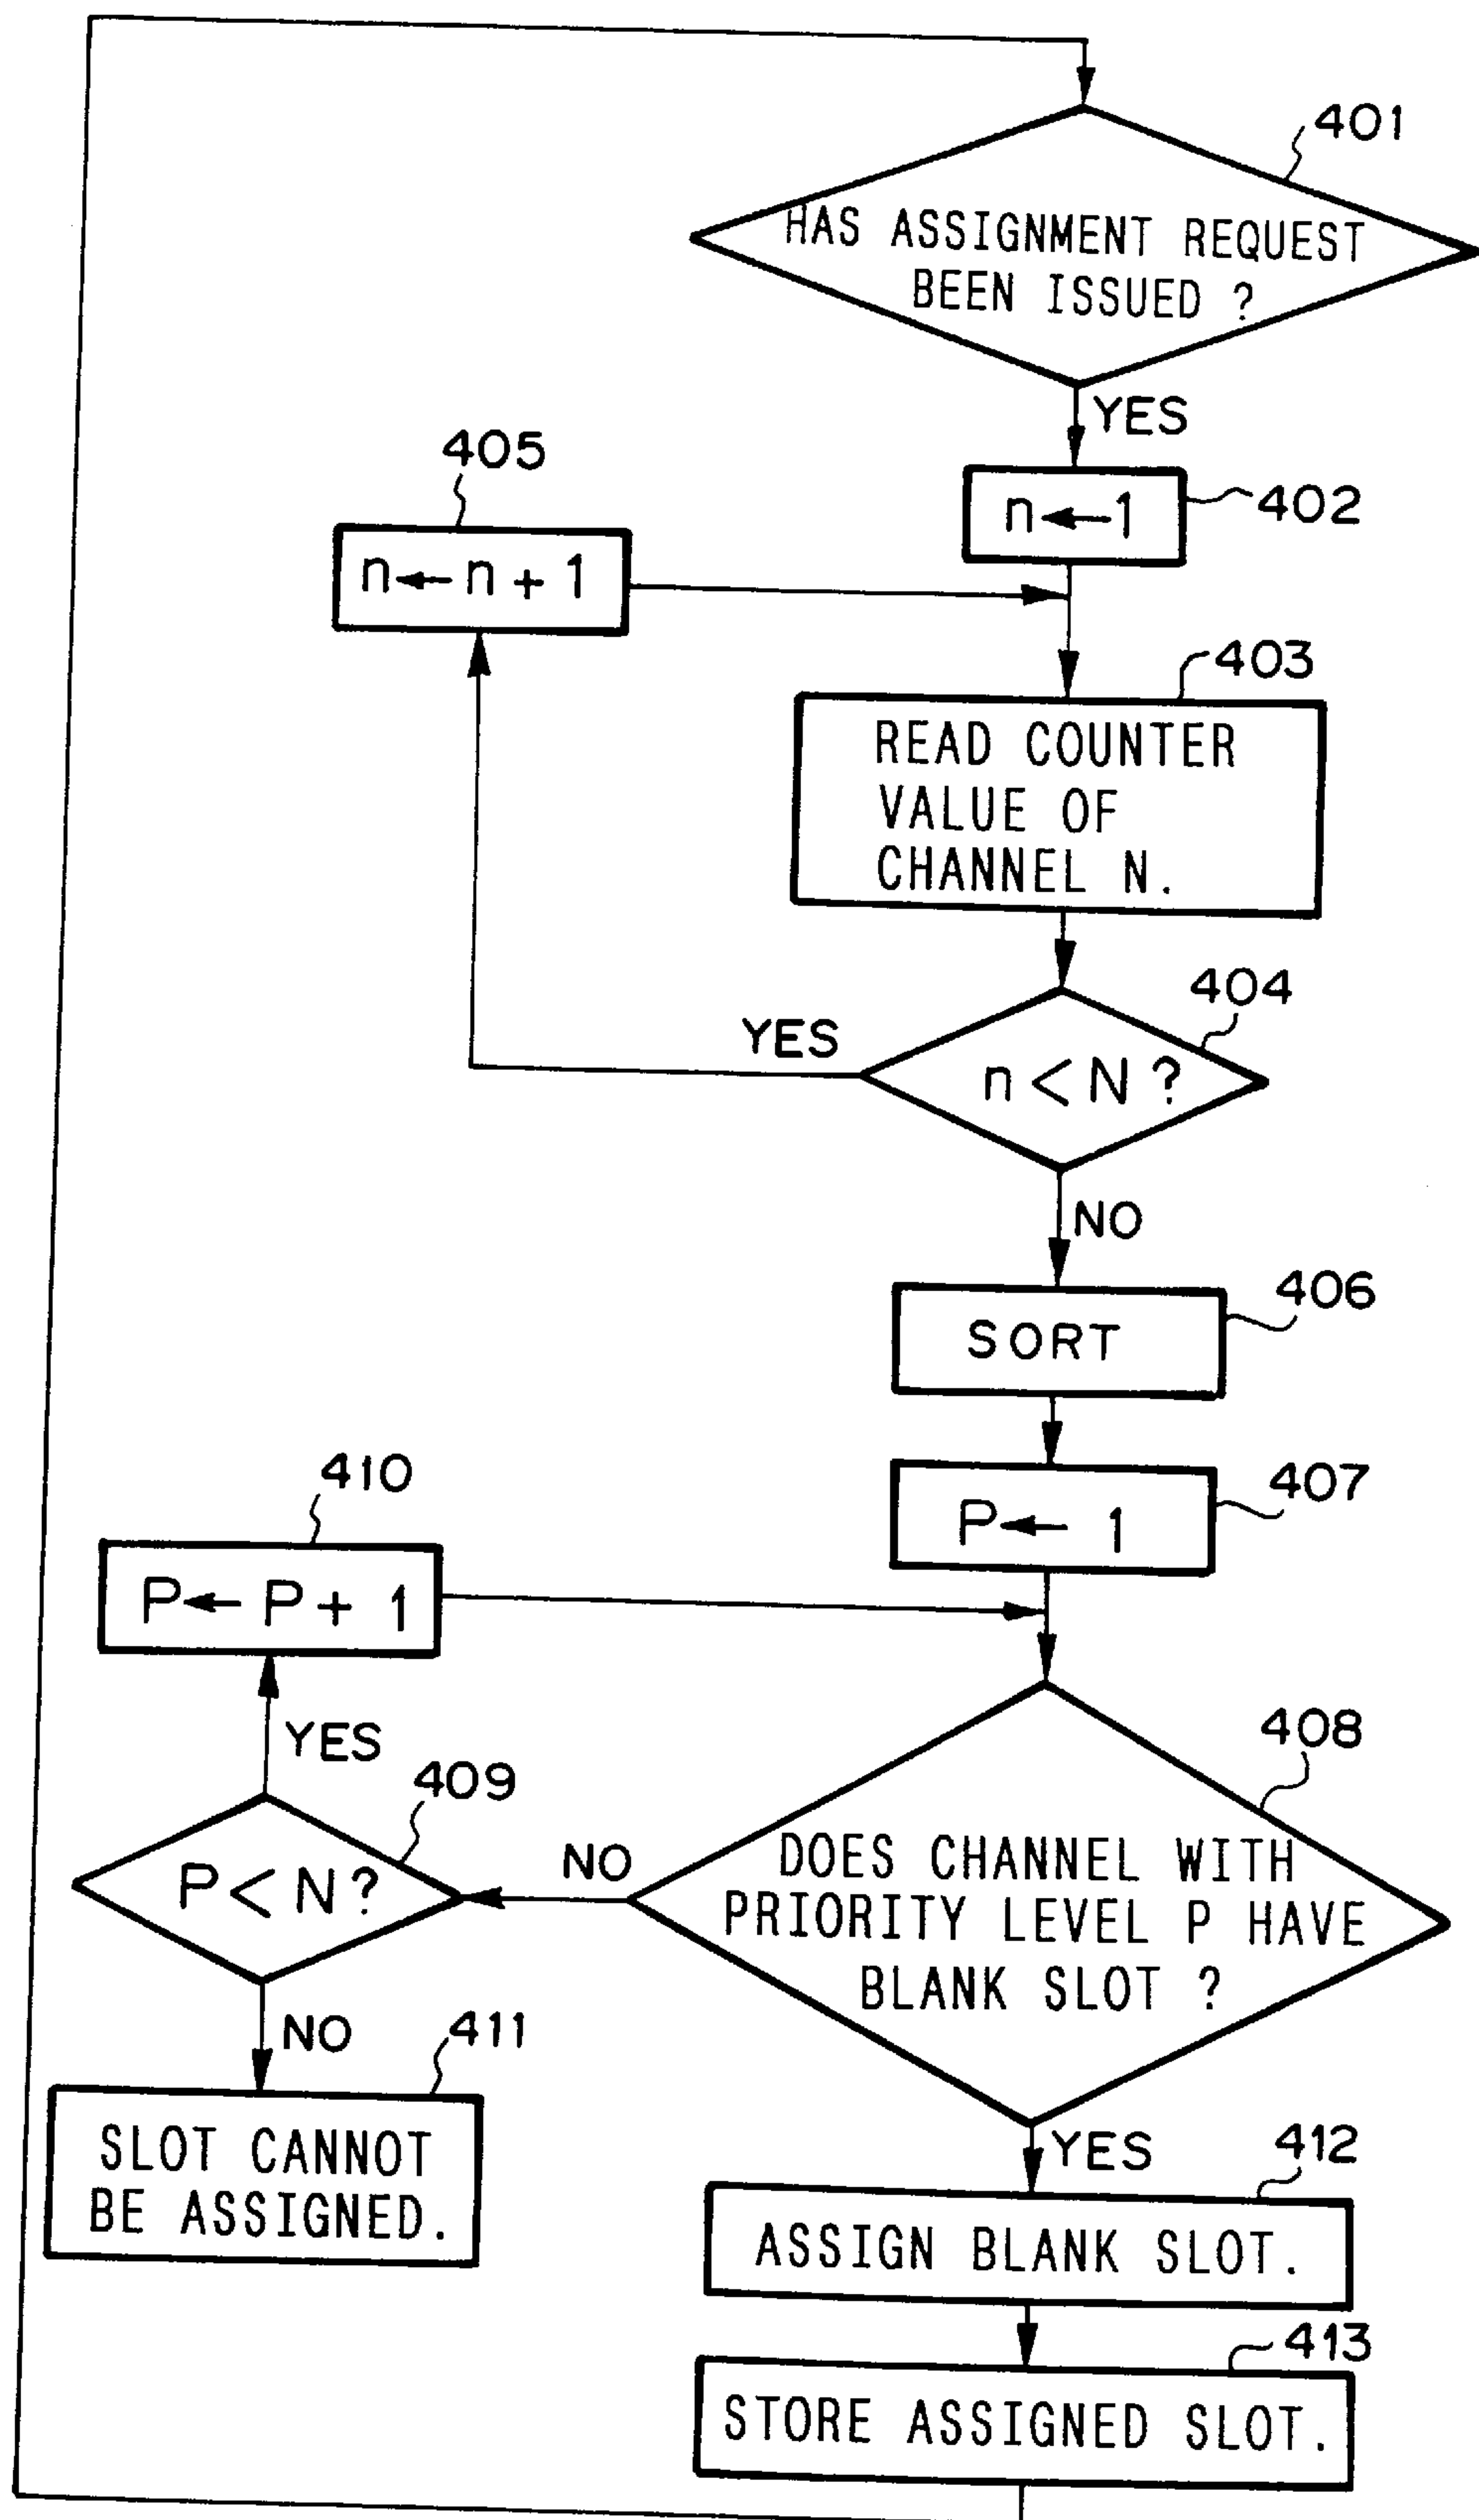 401
HAS ASSIGNMENT REQUEST
BEEN ISSUED ?
YES
405
402
n←1
n←n+1
403
READ COUNTER
VALUE OF
CHANNEL N.
404
YES
n<N?
NO
406
SORT
407
P←1
410
P←P+1
YES
408
409
NO
DOES CHANNEL WITH
PRIORITY LEVEL P HAVE
BLANK SLOT ?
P<N?
NO
411
SLOT CANNOT
BE ASSIGNED.
YES
412
ASSIGN BLANK SLOT.
413
STORE ASSIGNED SLOT.